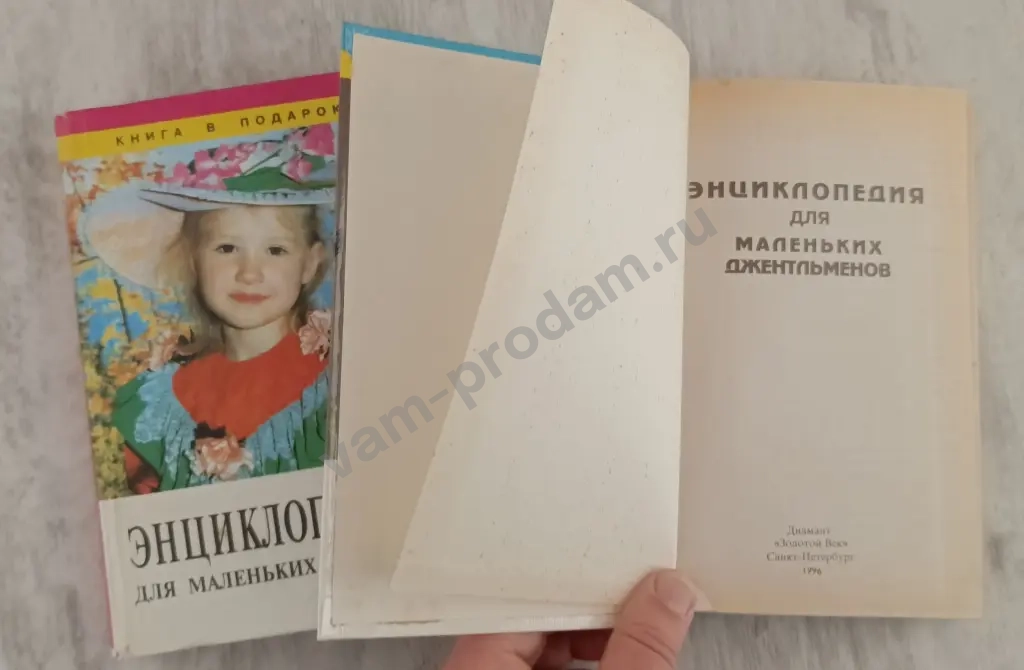 КНИГА В ПОДАРОК
ЭНЦИКЛОП
ДЛЯ МАЛЕНЬКИХ
ЭНЦИКЛОПЕДИЯ
ДЛЯ
МАЛЕНЬКИХ
ДЖЕНТЛЬМЕНОВ
Диамант
«Золотой Век»
Санкт-Петербург
1996
vam-prodam.ru